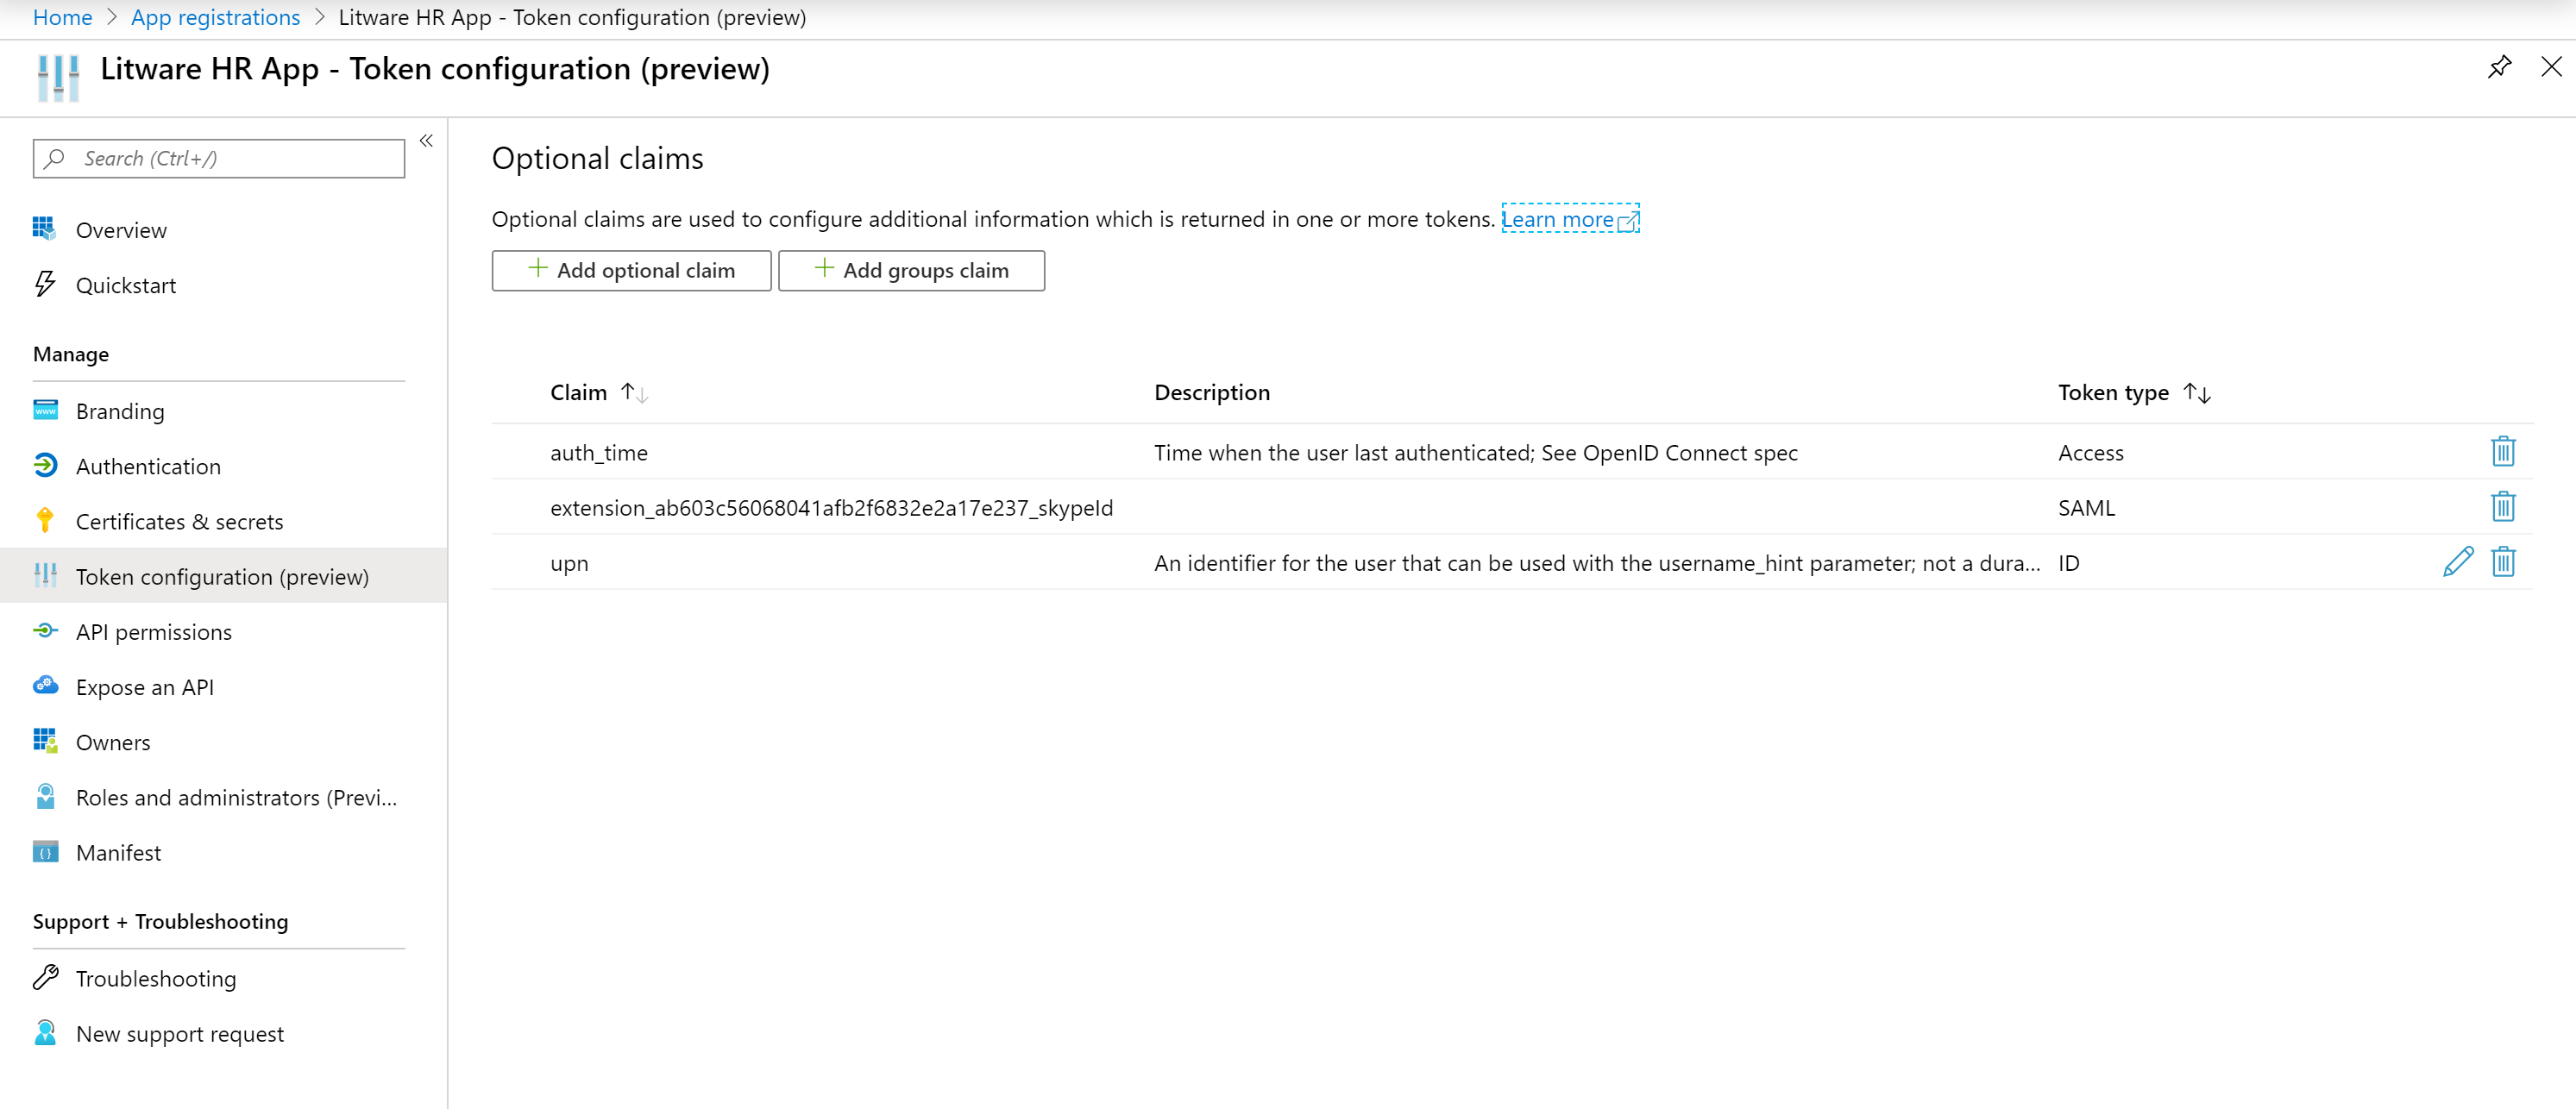 Home > App registrations > Litware HR App - Token configuration (preview)
Litware HR App - Token configuration (preview)
Search (Ctrl+/)
Overview
Quickstart
Manage
Branding
Authentication
Certificates & secrets
Token configuration (preview)
API permissions
Expose an API
Owners
Roles and administrators (Previ...
Manifest
Support + Troubleshooting
Troubleshooting
New support request
Optional claims
Optional claims are used to configure additional information which is returned in one or more tokens. Learn more
Add optional claim Add groups claim
Claim Description Token type
auth_time Time when the user last authenticated; See OpenID Connect spec Access
extension_ab603c56068041afb2f6832e2a17e237_skypeId SAML
upn An identifier for the user that can be used with the username_hint parameter; not a dura... ID